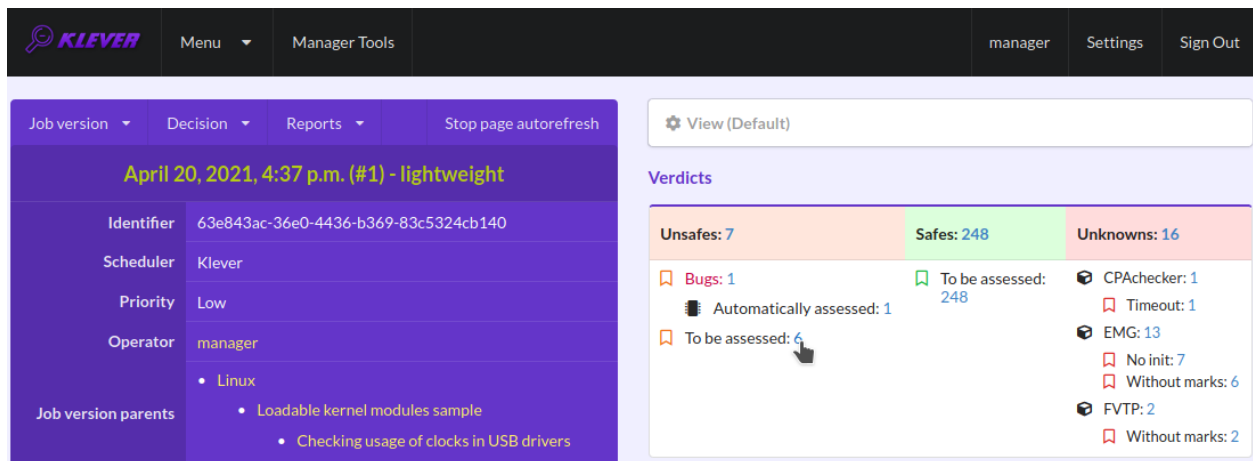 KLEVER
Menu
Manager Tools
manager
Settings
Sign Out
Job version
Decision
Reports
Stop page autorefresh
April 20, 2021, 4:37 p.m. (#1) - lightweight
Identifier 63e843ac-36e0-4436-b369-83c5324cb140
Scheduler Klever
Priority Low
Operator manager
Job version parents
• Linux
• Loadable kernel modules sample
• Checking usage of clocks in USB drivers
View (Default)
Verdicts
Unsafes: 7
Bugs: 1
Automatically assessed: 1
To be assessed: 6
Safes: 248
To be assessed:
248
Unknowns: 16
CPAchecker: 1
Timeout: 1
EMG: 13
No init: 7
Without marks: 6
FVTP: 2
Without marks: 2